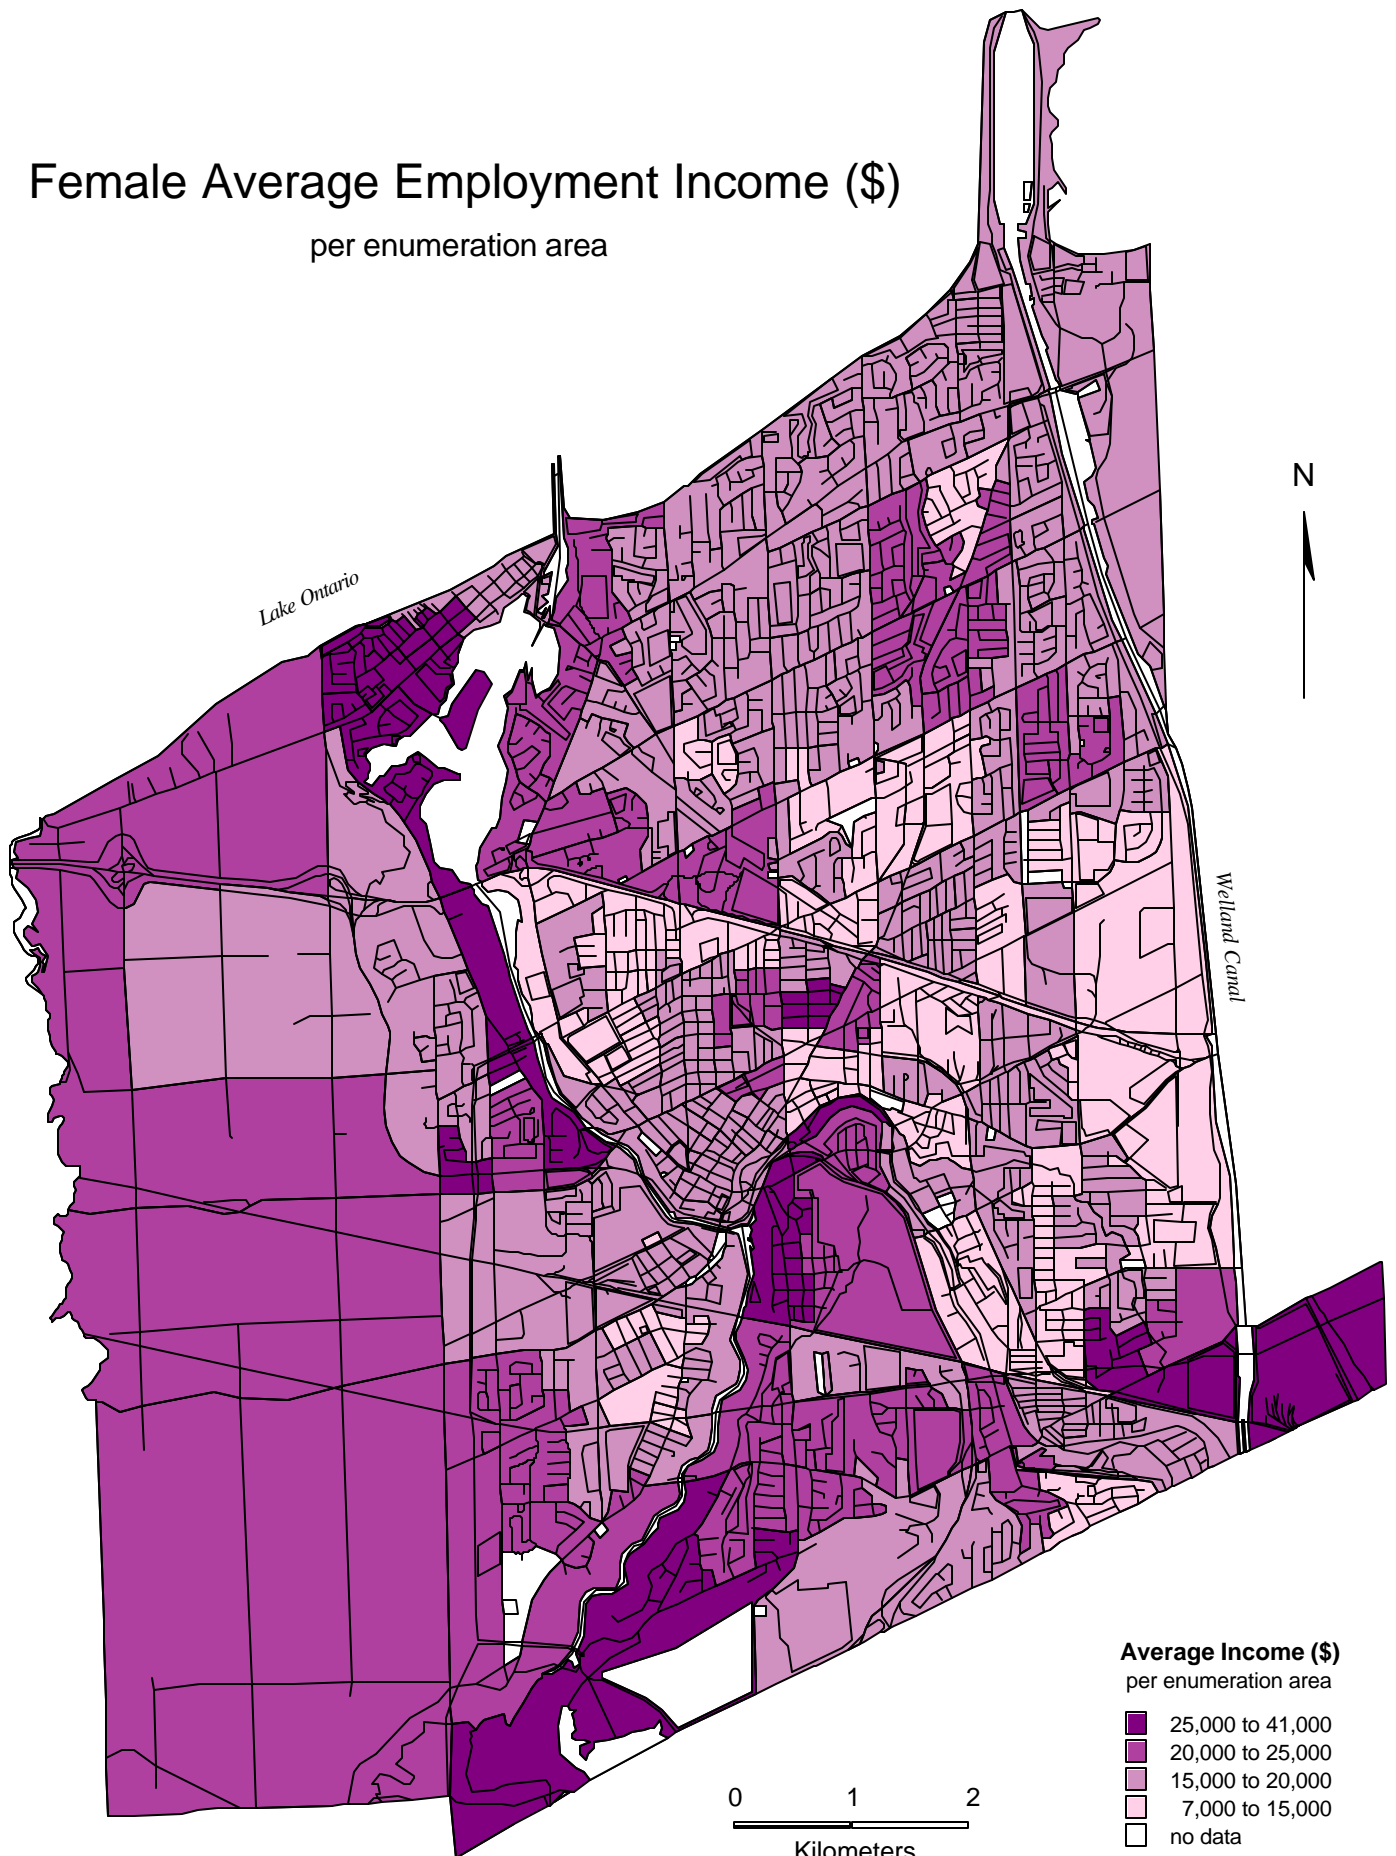 Female Average Employment Income ($)
per enumeration area
N
Lake Ontario
Welland Canal
Average Income ($)
per enumeration area
25,000 to 41,000
20,000 to 25,000
15,000 to 20,000
7,000 to 15,000
no data
0 1 2
Kilometers